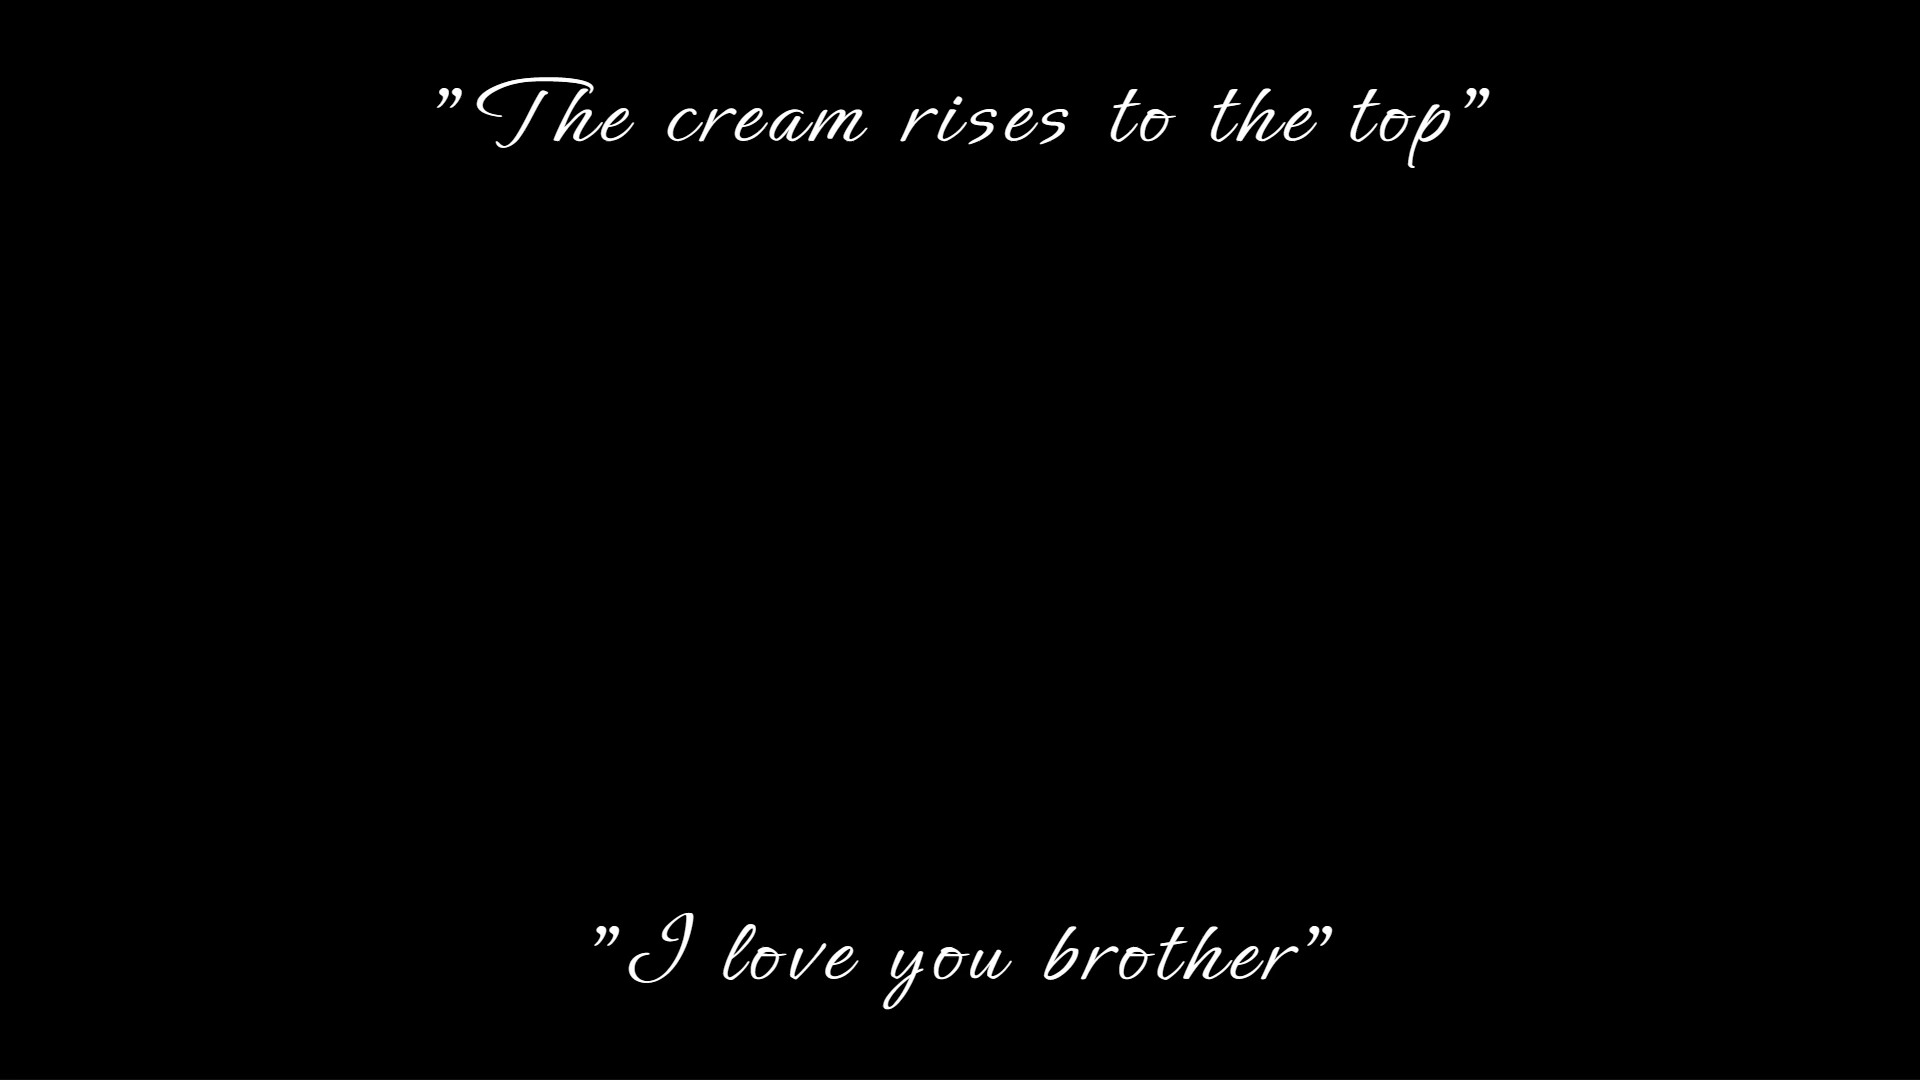 ”The cream rises to the top”
”I love you brother”